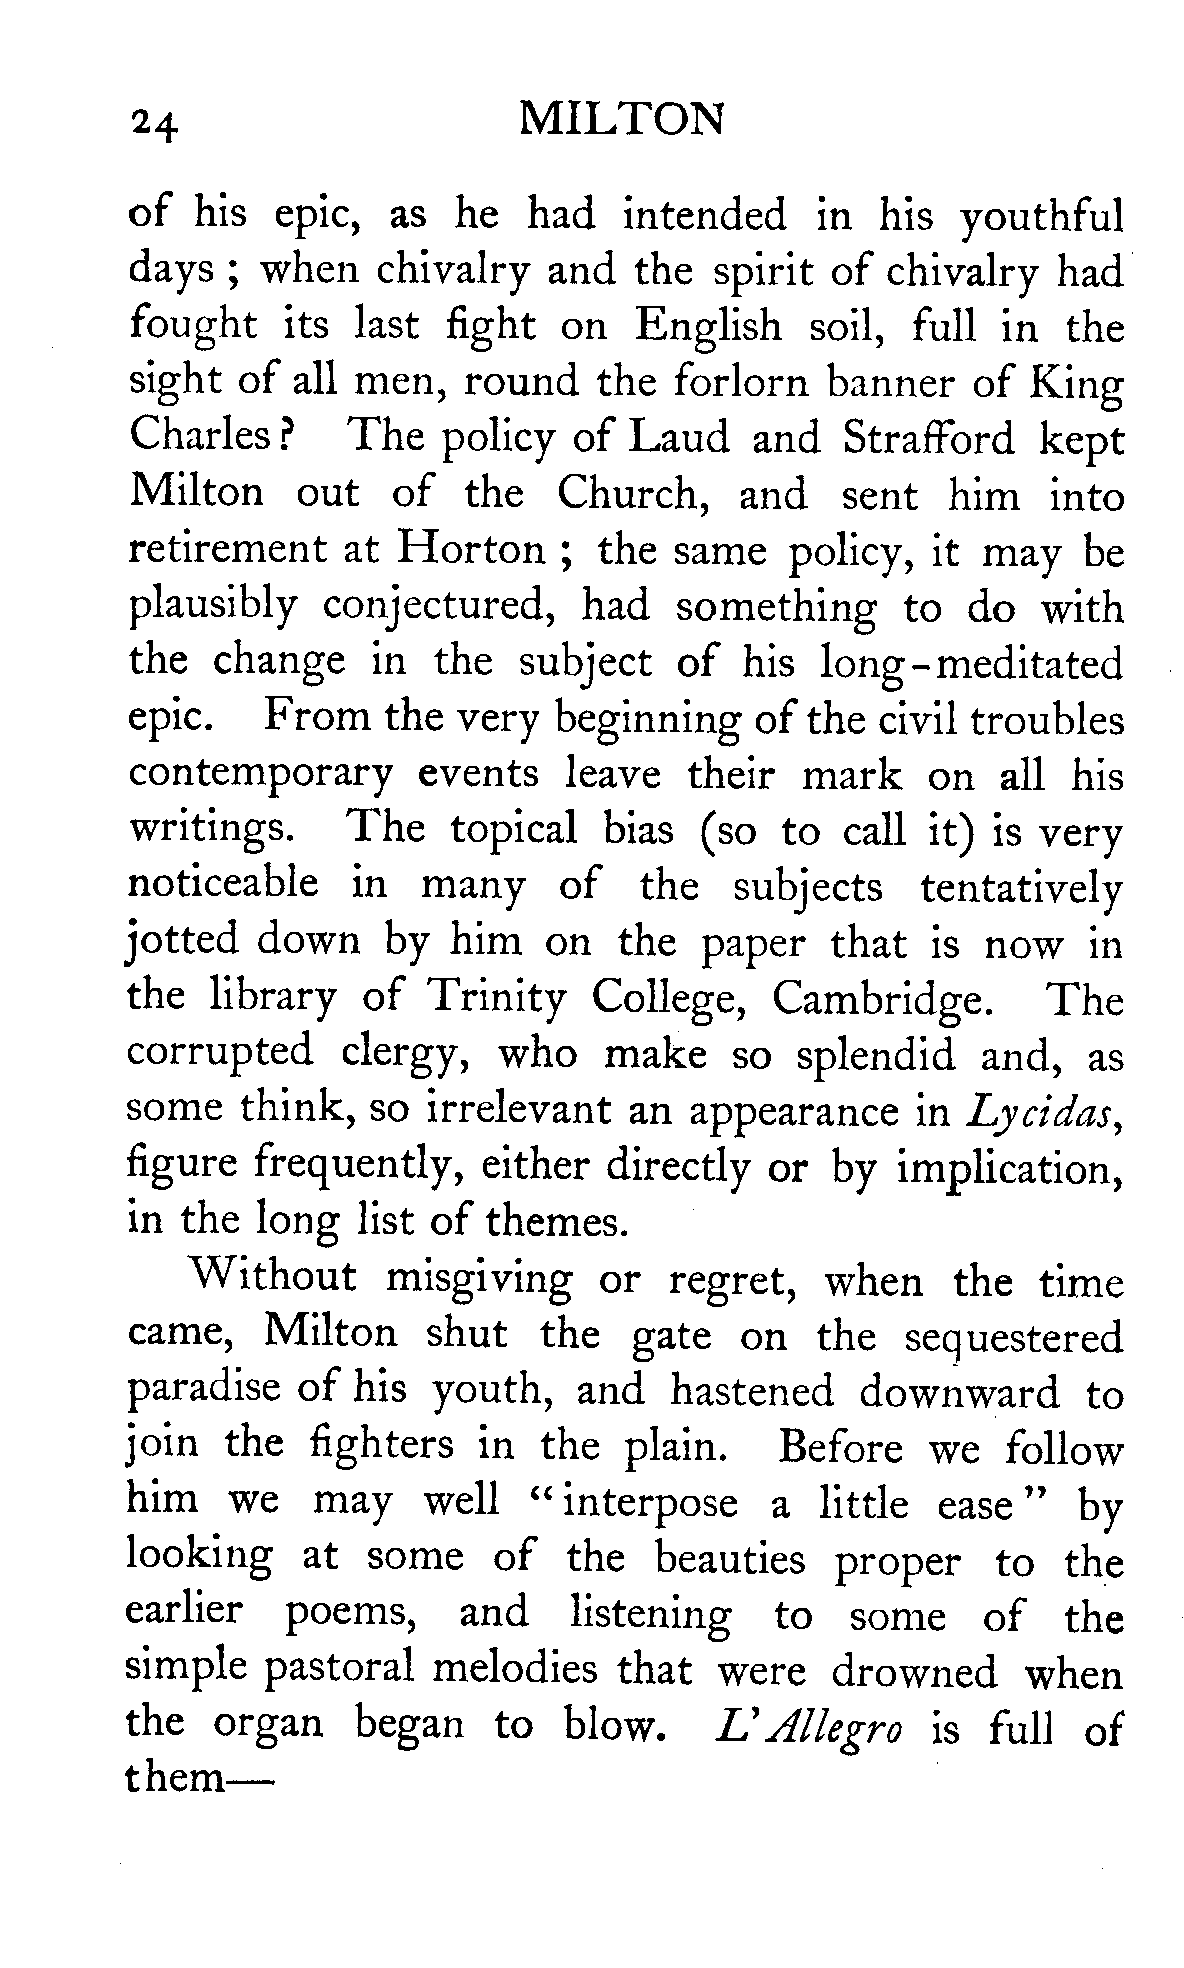 24 MILTON
of his epic, as he had intended in his youthful
days ; when chivalry and the spirit of chivalry had
fought its last fight on English soil, full in the
sight of all men, round the forlorn banner of King
Charles? The policy of Laud and Strafford kept
Milton out of the Church, and sent him into
retirement at Horton ; the same policy, it may be
plausibly conjectured, had something to do with
the change in the subject of his long-meditated
epic. From the very beginning of the civil troubles
contemporary events leave their mark on all his
writings. The topical bias (so to call it) is very
noticeable in many of the subjects tentatively
jotted down by him on the paper that is now in
the library of Trinity College, Cambridge. The
corrupted clergy, who make so splendid and, as
some think, so irrelevant an appearance in Lycidas,
figure frequently, either directly or by implication,
in the long list of themes.
Without misgiving or regret, when the time
came, Milton shut the gate on the sequestered
paradise of his youth, and hastened downward to
join the fighters in the plain. Before we follow
him we may well “interpose a little ease” by
looking at some of the beauties proper to the
earlier poems, and listening to some of the
simple pastoral melodies that were drowned when
the organ began to blow. L’Allegro is full of
them—